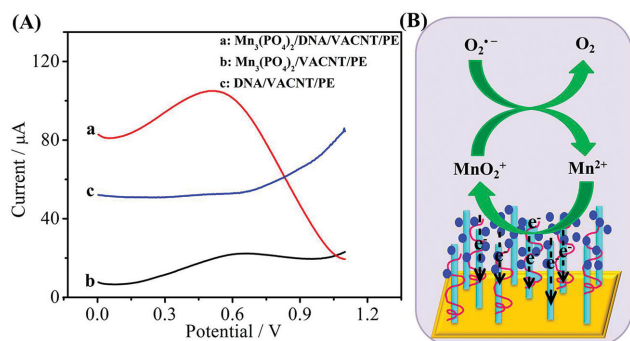 (A)
a: Mn₃(PO₄)₂/DNA/VACNT/PE
b: Mn₃(PO₄)₂/VACNT/PE
c: DNA/VACNT/PE
Current / μA
120
80
40
0
a
c
b
0.0
0.3
0.6
0.9
1.2
Potential / V
(B)
O₂•⁻
O₂
MnO₂⁺
Mn²⁺
e⁻
e⁻
e⁻
e⁻
e⁻
e⁻
e⁻